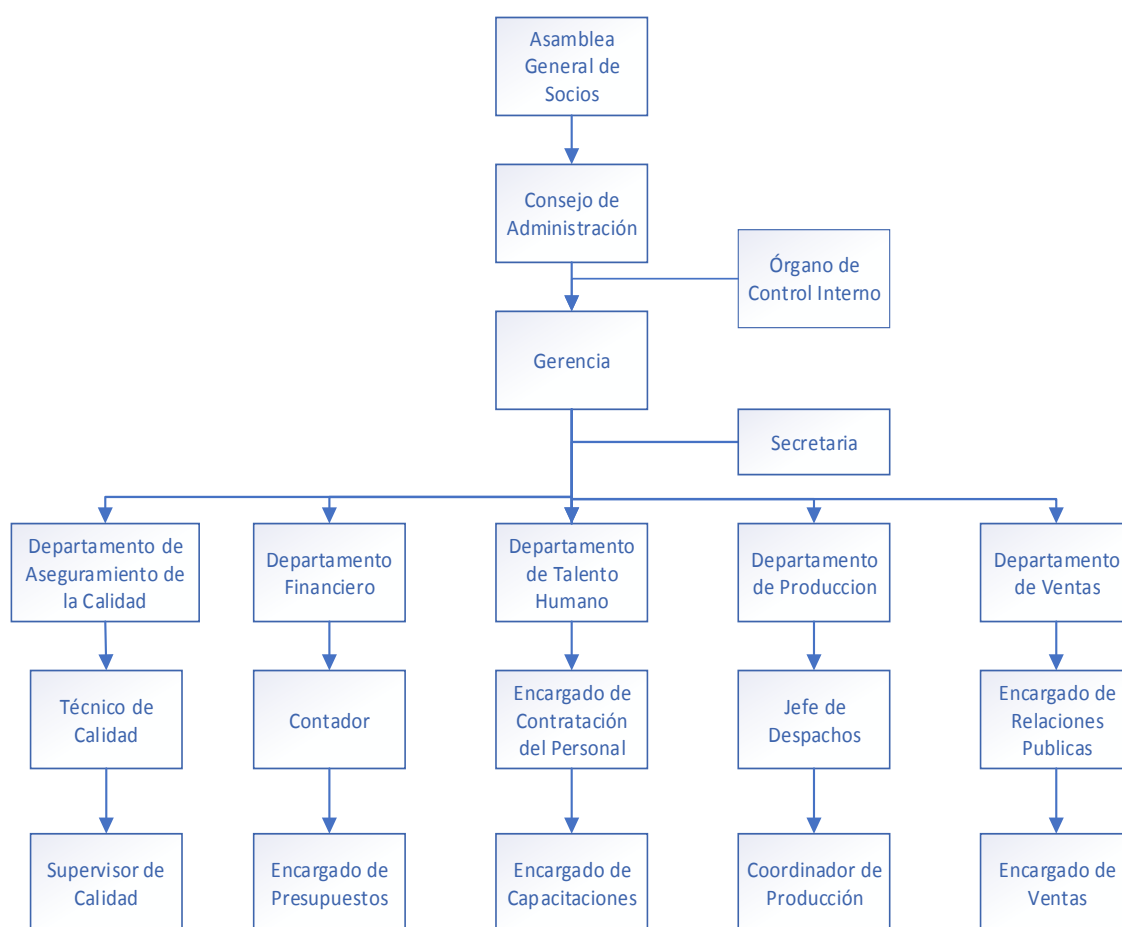 Asamblea
General de
Socios
Consejo de
Administración
Órgano de
Control Interno
Gerencia
Secretaria
Departamento de
Aseguramiento de
la Calidad
Departamento
Financiero
Departamento
de Talento
Humano
Departamento
de Produccion
Departamento
de Ventas
Técnico de
Calidad
Contador
Encargado de
Contratación
del Personal
Jefe de
Despachos
Encargado de
Relaciones
Publicas
Supervisor de
Calidad
Encargado de
Presupuestos
Encargado de
Capacitaciones
Coordinador de
Producción
Encargado de
Ventas